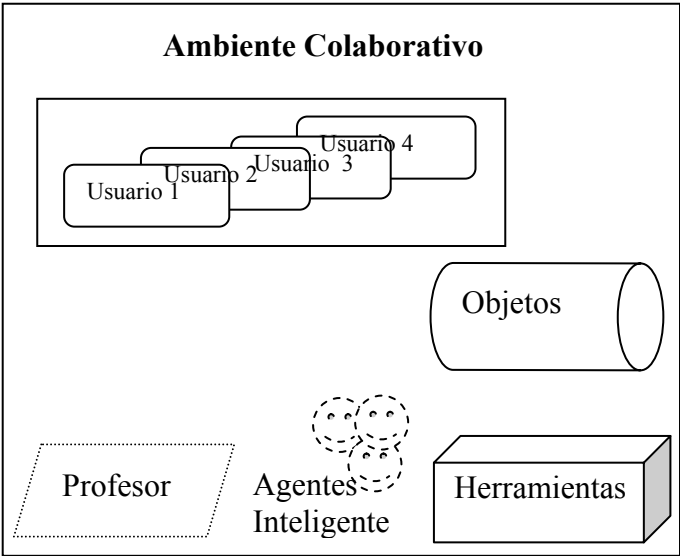 Ambiente Colaborativo
Usuario 4
Usuario 3
Usuario 2
Usuario 1
Objetos
Profesor
Agentes
Inteligente
Herramientas